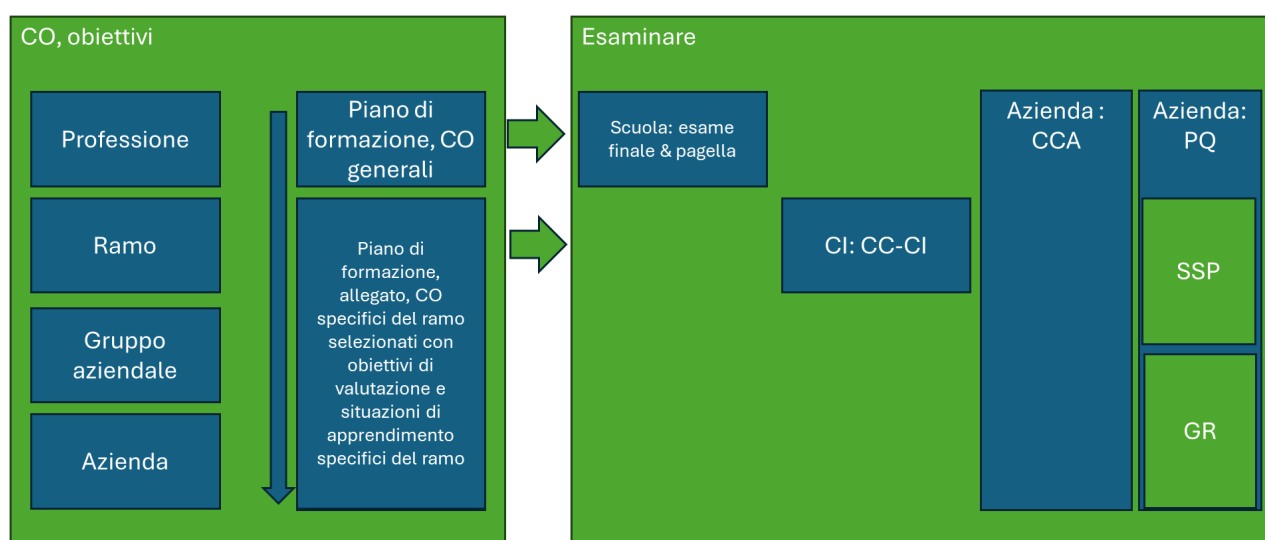 CO, obiettivi
Professione
Ramo
Gruppo
aziendale
Azienda
Piano di
formazione, CO
generali
Piano di
formazione,
allegato, CO
specifici del ramo
selezionati con
obiettivi di
valutazione e
situazioni di
apprendimento
specifici del ramo
Esaminare
Scuola: esame
finale & pagella
CI: CC-CI
Azienda :
CCA
Azienda:
PQ
SSP
GR